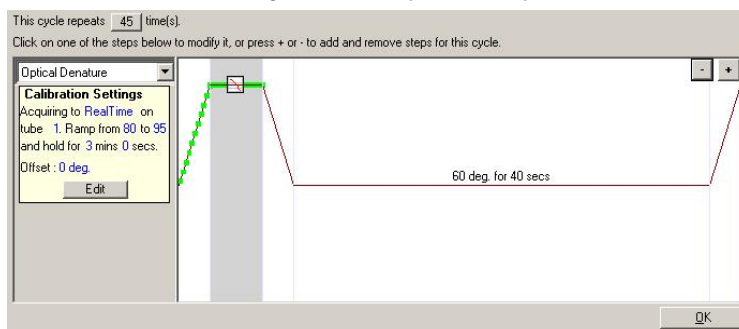 This cycle repeats 45 time(s).
Click on one of the steps below to modify it, or press + or - to add and remove steps for this cycle.
Optical Denature
- +
Calibration Settings
Acquiring to RealTime on
tube 1. Ramp from 80 to 95
and hold for 3 mins 0 secs.
Offset : 0 deg.
Edit
60 deg. for 40 secs
OK